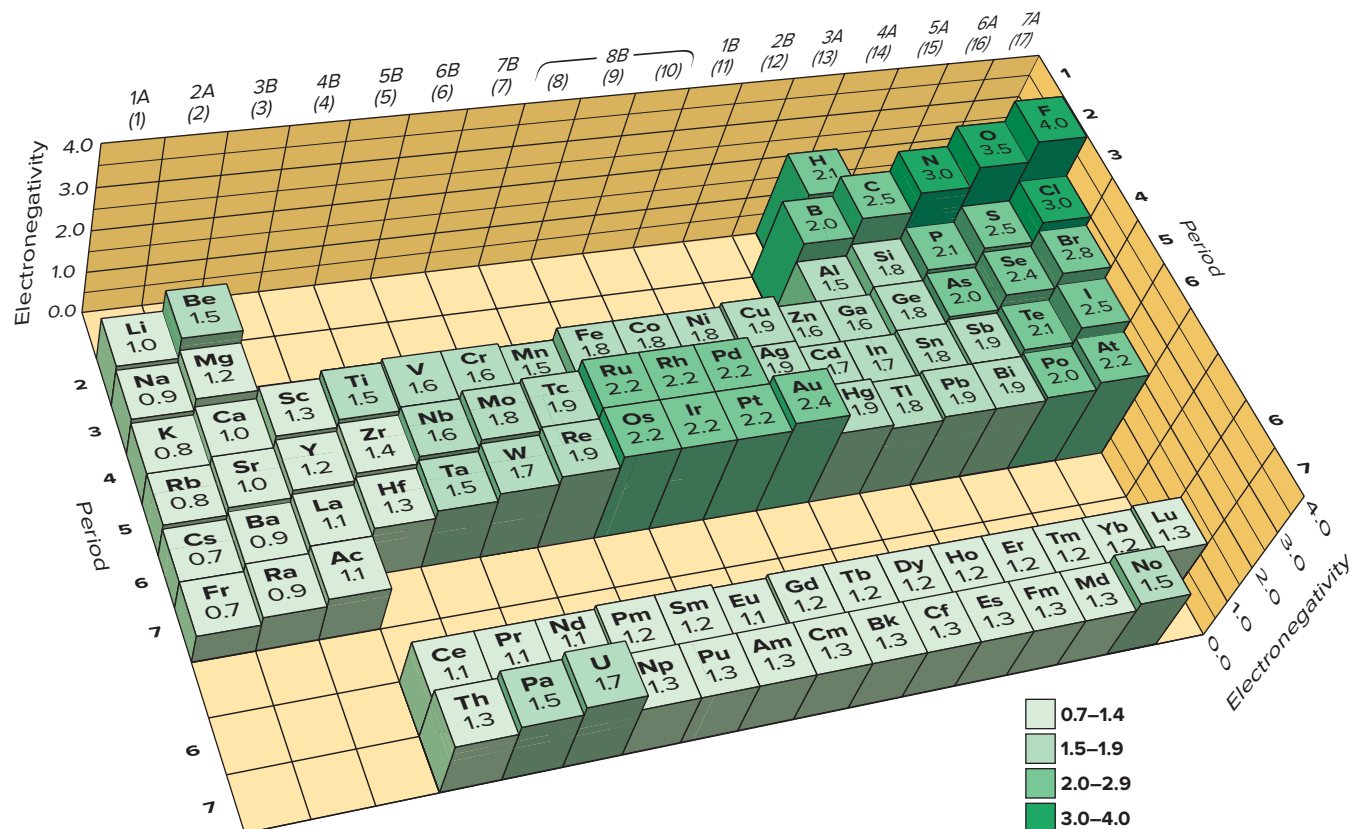 1A 2A 3B 4B 5B 6B 7B 8B 1B 2B 3A 4A 5A 6A 7A
(1) (2) (3) (4) (5) (6) (7) (8) (9) (10) (11) (12) (13) (14) (15) (16) (17)
Electronegativity
4.0
3.0
2.0
1.0
0.0
Period
1
2
3
4
5
6
6
7
H 2.1
Li 1.0
Be 1.5
B 2.0
C 2.5
N 3.0
O 3.5
F 4.0
2
Na 0.9
Mg 1.2
Al 1.5
Si 1.8
P 2.1
S 2.5
Cl 3.0
3
K 0.8
Ca 1.0
Sc 1.3
Ti 1.5
V 1.6
Cr 1.6
Mn 1.5
Fe 1.8
Co 1.8
Ni 1.8
Cu 1.9
Zn 1.6
Ga 1.6
Ge 1.8
As 2.0
Se 2.4
Br 2.8
4
Rb 0.8
Sr 1.0
Y 1.2
Zr 1.4
Nb 1.6
Mo 1.8
Tc 1.9
Ru 2.2
Rh 2.2
Pd 2.2
Ag 1.9
Cd 1.7
In 1.7
Sn 1.8
Sb 1.9
Te 2.1
I 2.5
5
Cs 0.7
Ba 0.9
La 1.1
Hf 1.3
Ta 1.5
W 1.7
Re 1.9
Os 2.2
Ir 2.2
Pt 2.2
Au 2.4
Hg 1.9
Tl 1.8
Pb 1.9
Bi 1.9
Po 2.0
At 2.2
6
Fr 0.7
Ra 0.9
Ac 1.1
7
Period
Ce 1.1
Pr 1.1
Nd 1.1
Pm 1.2
Sm 1.2
Eu 1.1
Gd 1.2
Tb 1.2
Dy 1.2
Ho 1.2
Er 1.2
Tm 1.2
Yb 1.2
Lu 1.3
6
Th 1.3
Pa 1.5
U 1.7
Np 1.3
Pu 1.3
Am 1.3
Cm 1.3
Bk 1.3
Cf 1.3
Es 1.3
Fm 1.3
Md 1.3
No 1.5
7
4.0
3.0
2.0
1.0
0.0
Electronegativity
0.7–1.4
1.5–1.9
2.0–2.9
3.0–4.0